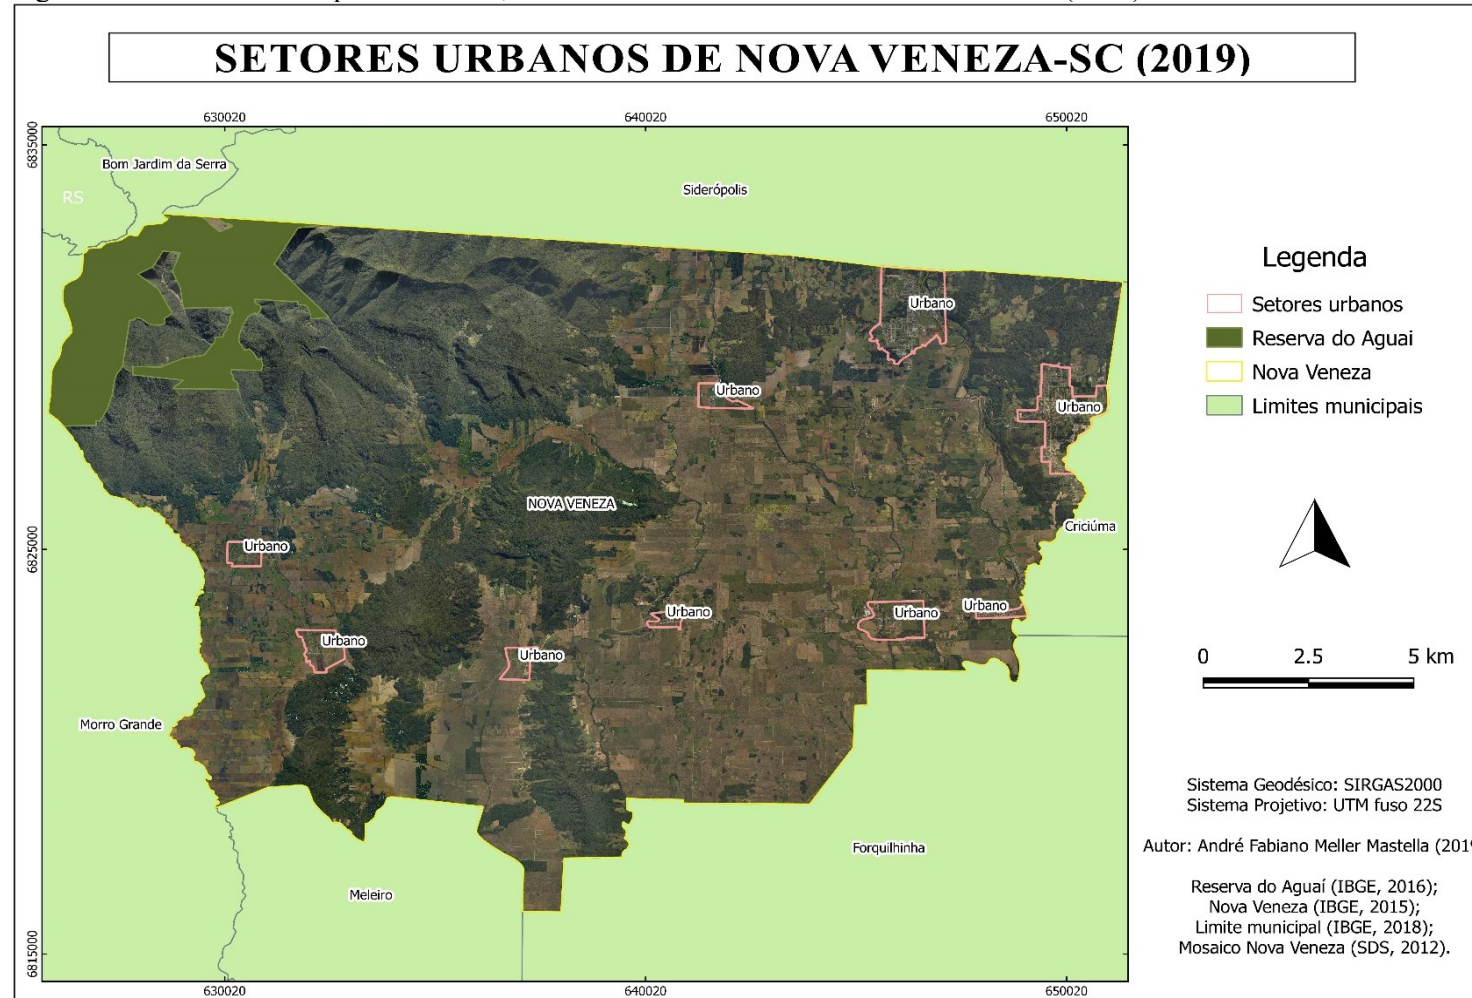 SETORES URBANOS DE NOVA VENEZA-SC (2019)
630020
640020
650020
6835000
Bom Jardim da Serra
RS
Siderópolis
Urbano
Urbano
Urbano
NOVA VENEZA
Criciúma
6825000
Urbano
Urbano
Urbano
Urbano
Urbano
Urbano
Morro Grande
Forquilhinha
Meleiro
6815000
630020
640020
650020
Legenda
Setores urbanos
Reserva do Aguai
Nova Veneza
Limites municipais
0 2.5 5 km
Sistema Geodésico: SIRGAS2000
Sistema Projetivo: UTM fuso 22S
Autor: André Fabiano Meller Mastella (2019
Reserva do Aguaí (IBGE, 2016);
Nova Veneza (IBGE, 2015);
Limite municipal (IBGE, 2018);
Mosaico Nova Veneza (SDS, 2012).